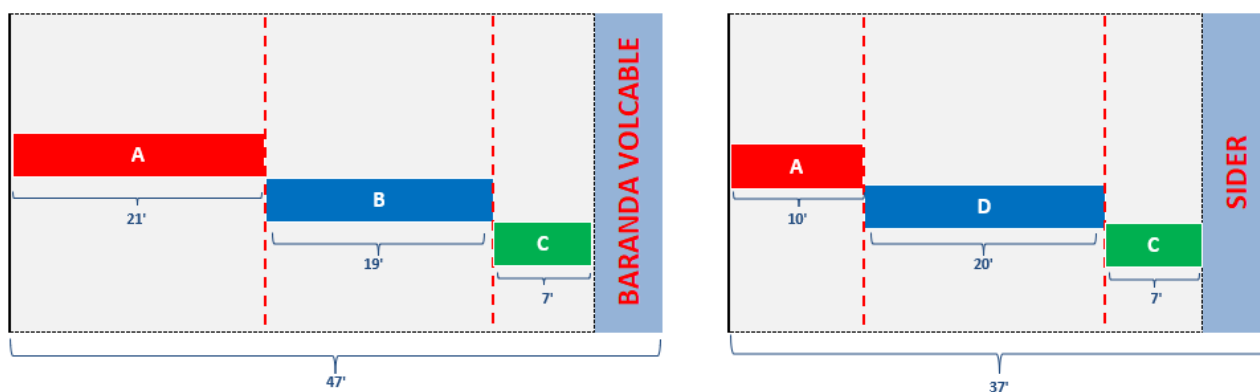 A
21'
B
19'
C
7'
BARANDA VOLCABLE
47'
A
10'
D
20'
C
7'
SIDER
37'